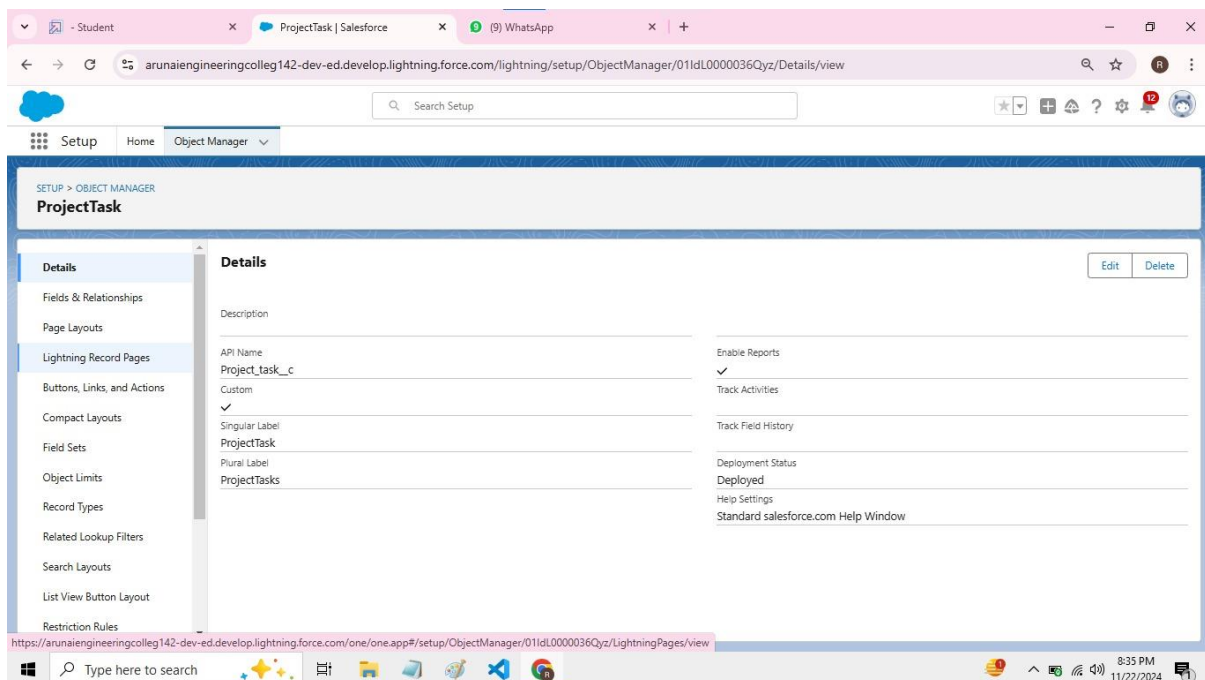 - Student
ProjectTask | Salesforce
9
(9) WhatsApp
arunaiengineeringcolleg142-dev-ed.develop.lightning.force.com/lightning/setup/ObjectManager/01IdL0000036Qyz/Details/view
R
Search Setup
12
Setup
Home
Object Manager
SETUP > OBJECT MANAGER
ProjectTask
Details
Fields & Relationships
Page Layouts
Lightning Record Pages
Buttons, Links, and Actions
Compact Layouts
Field Sets
Object Limits
Record Types
Related Lookup Filters
Search Layouts
List View Button Layout
Restriction Rules
Details
Edit
Delete
Description
API Name
Project_task__c
Custom
Singular Label
ProjectTask
Plural Label
ProjectTasks
Enable Reports
Track Activities
Track Field History
Deployment Status
Deployed
Help Settings
Standard salesforce.com Help Window
https://arunaiengineeringcolleg142-dev-ed.develop.lightning.force.com/one/one.app#/setup/ObjectManager/01IdL0000036Qyz/LightningPages/view
Type here to search
8:35 PM
11/22/2024